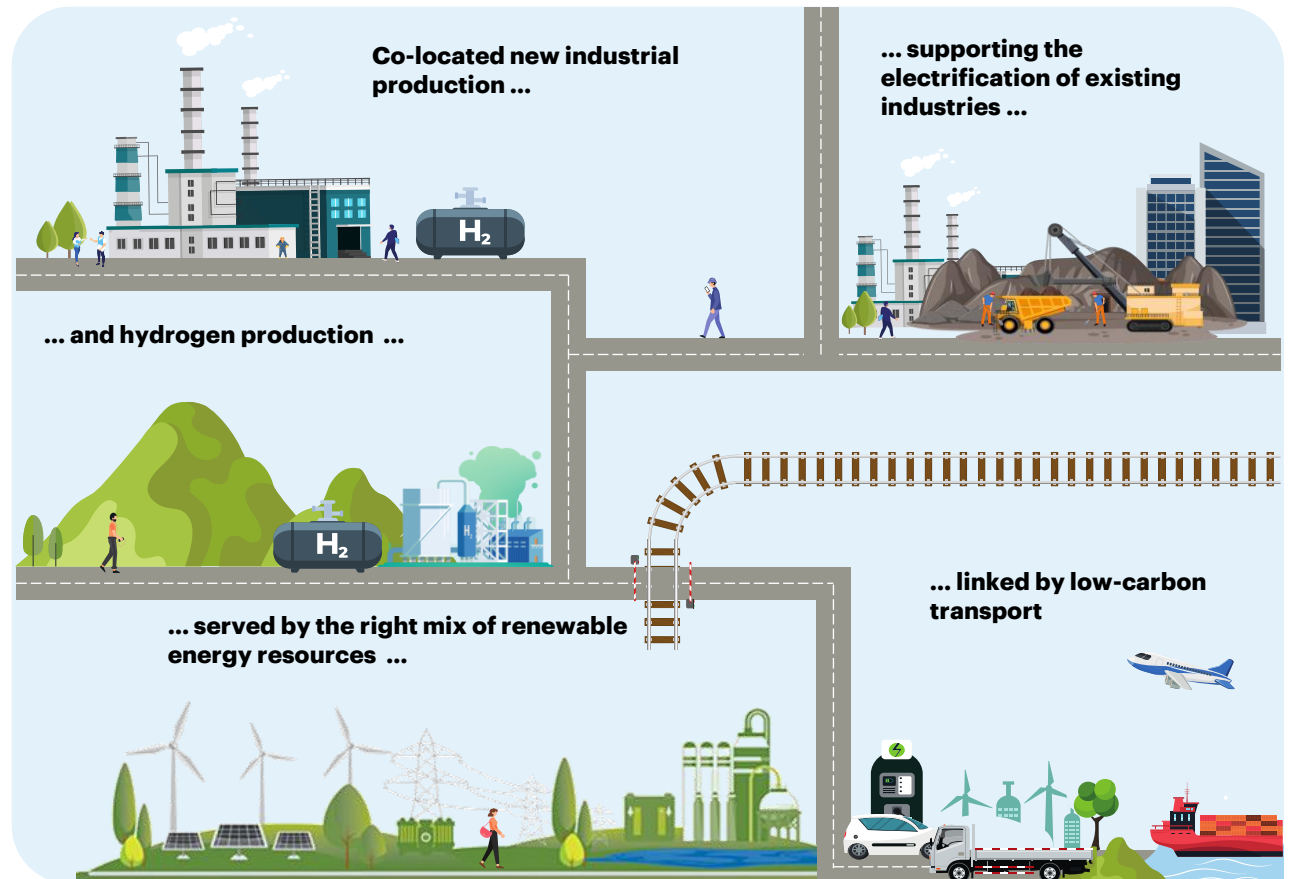 Co-located new industrial
production ...
... supporting the
electrification of existing
industries ...
H₂
... and hydrogen production ...
H₂
H₂
... linked by low-carbon
transport
... served by the right mix of renewable
energy resources ...